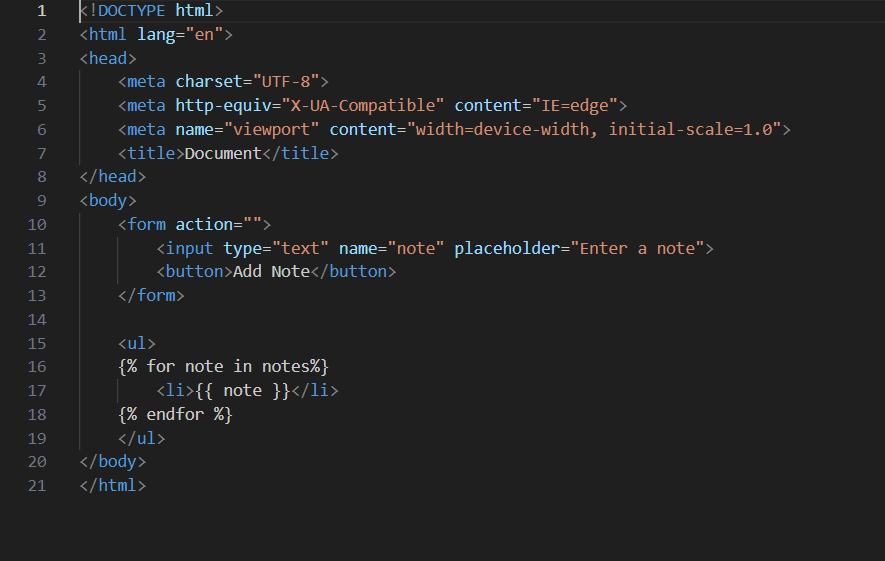 1 <!DOCTYPE html>
2 <html lang="en">
3 <head>
4     <meta charset="UTF-8">
5     <meta http-equiv="X-UA-Compatible" content="IE=edge">
6     <meta name="viewport" content="width=device-width, initial-scale=1.0">
7     <title>Document</title>
8 </head>
9 <body>
10     <form action="">
11         <input type="text" name="note" placeholder="Enter a note">
12         <button>Add Note</button>
13     </form>
14
15     <ul>
16     {% for note in notes%}
17         <li>{{ note }}</li>
18     {% endfor %}
19     </ul>
20 </body>
21 </html>